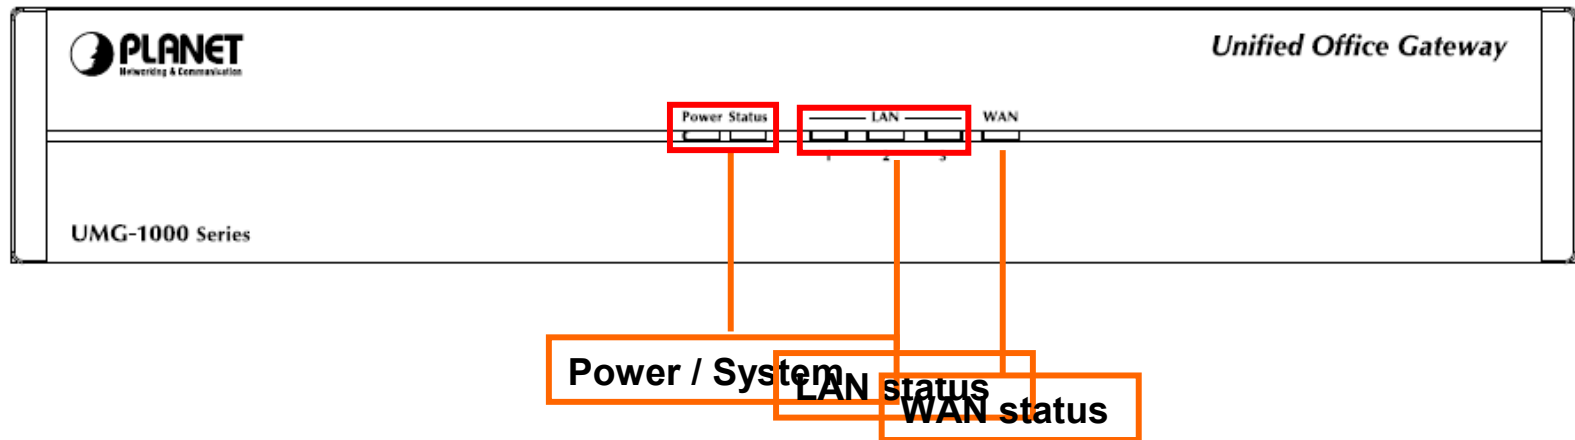 PLANET
Networking & Communication
Unified Office Gateway
Power Status LAN WAN
1 2 3
UMG-1000 Series
Power / System
LAN status
WAN status